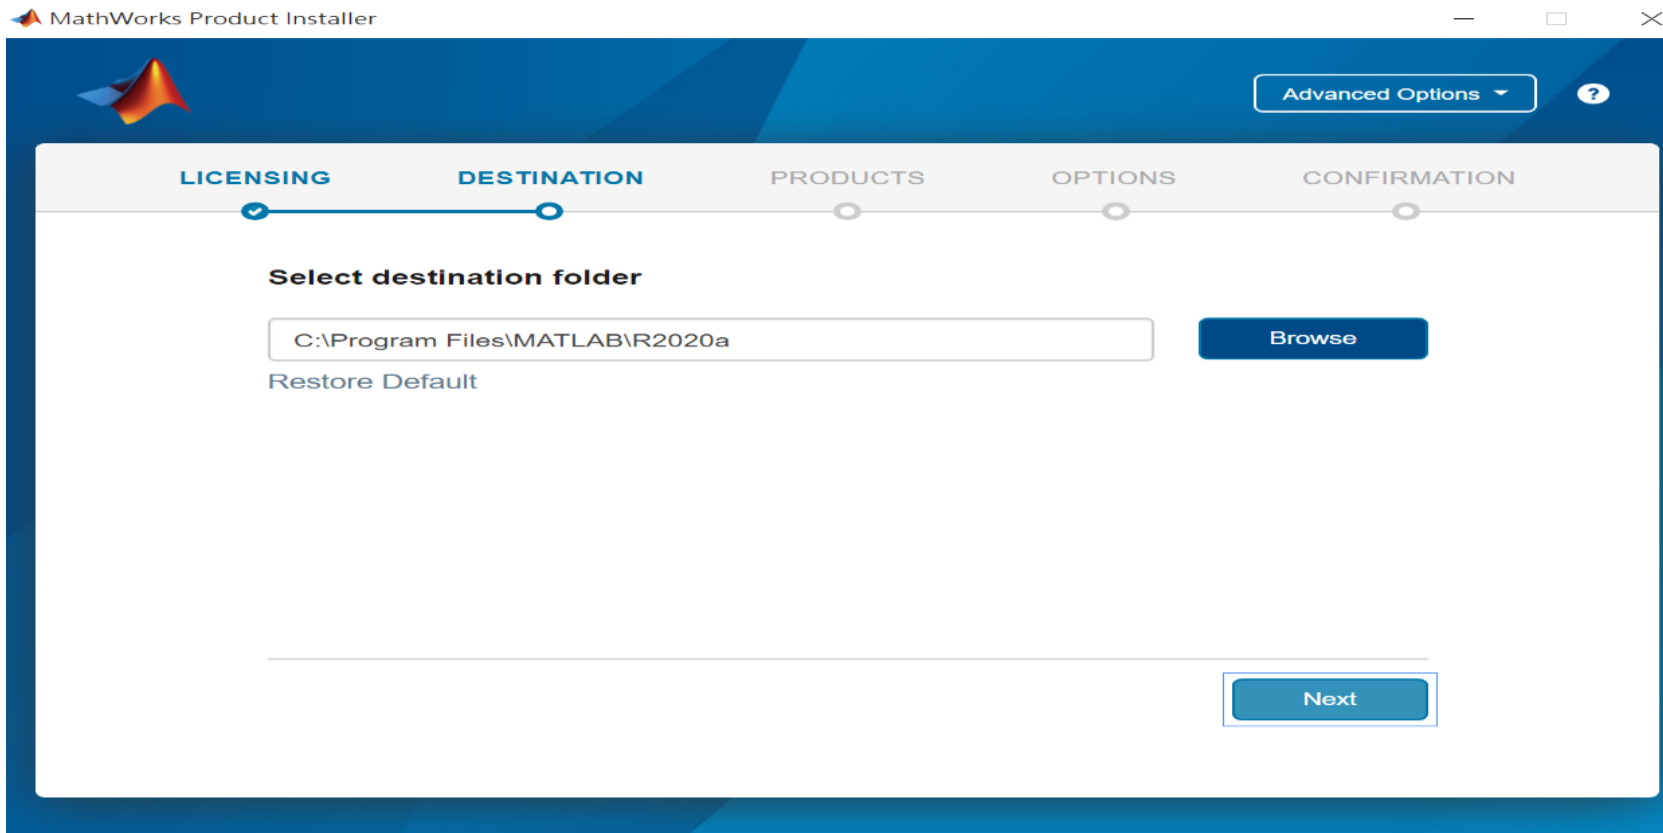 MathWorks Product Installer
Advanced Options
?
LICENSING DESTINATION PRODUCTS OPTIONS CONFIRMATION
Select destination folder
C:\Program Files\MATLAB\R2020a
Browse
Restore Default
Next